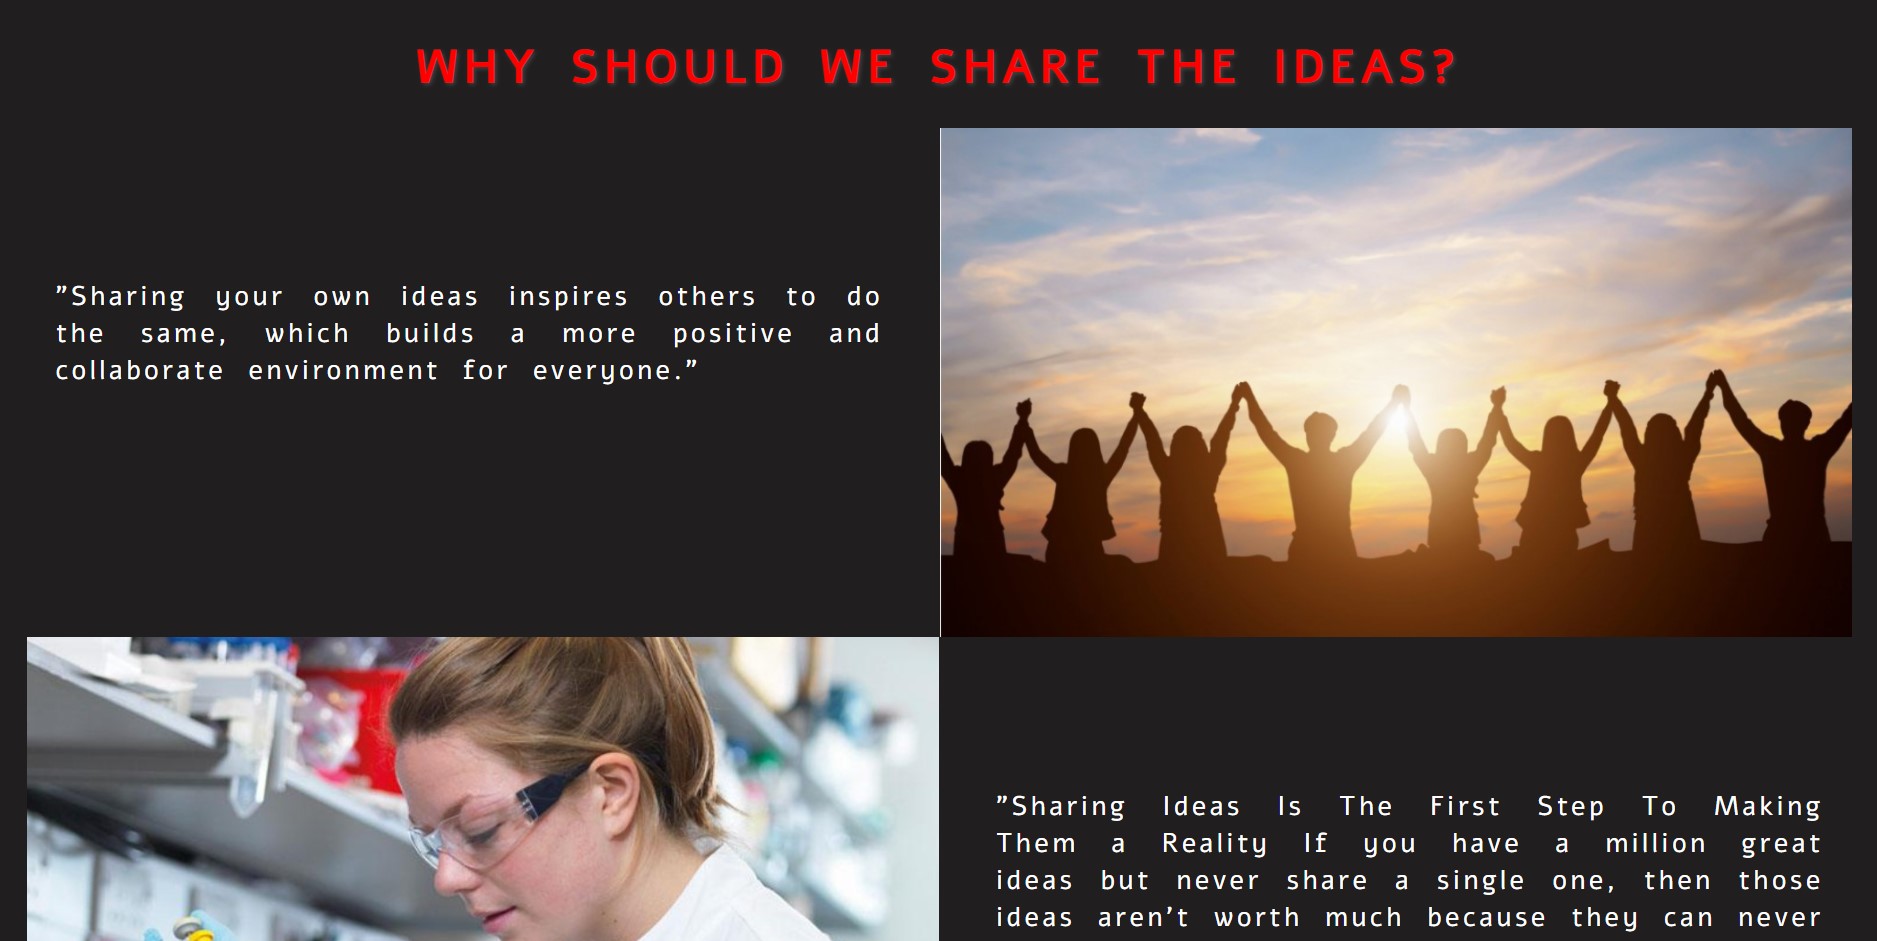 WHY SHOULD WE SHARE THE IDEAS?
”Sharing your own ideas inspires others to do
the same, which builds a more positive and
collaborate environment for everyone.”
”Sharing Ideas Is The First Step To Making
Them a Reality If you have a million great
ideas but never share a single one, then those
ideas aren’t worth much because they can never